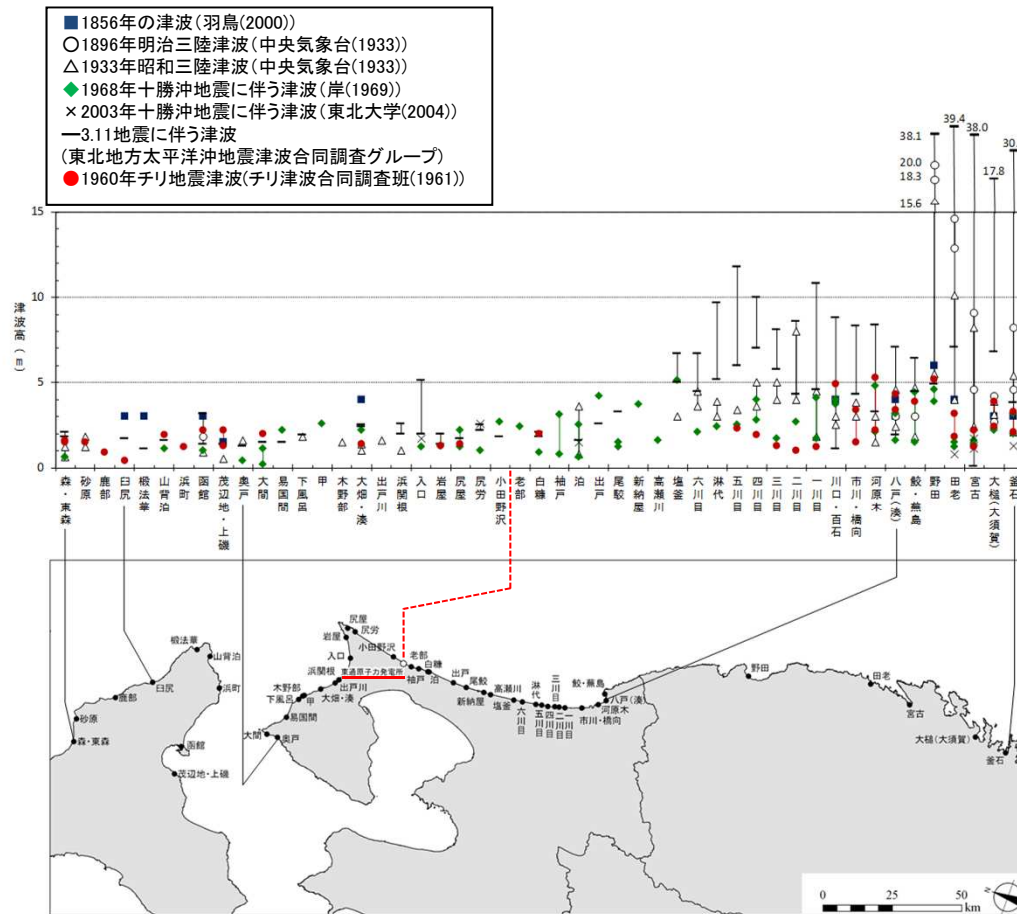 ■1856年の津波(羽鳥(2000))
○1896年明治三陸津波(中央気象台(1933))
△1933年昭和三陸津波(中央気象台(1933))
◆1968年十勝沖地震に伴う津波(岸(1969))
×2003年十勝沖地震に伴う津波(東北大学(2004))
ー3.11地震に伴う津波
(東北地方太平洋沖地震津波合同調査グループ)
●1960年チリ地震津波(チリ津波合同調査班(1961))
38.1
20.0
18.3
15.6
39.4
38.0
17.8
30.
津波高(m)
15
10
5
0
森・東森
砂原
鹿部
臼尻
椴法華
山背泊
浜町
函館
茂辺地・上磯
奥戸
大間
易国間
下風呂
甲
木野部
大畑・湊
出戸川
浜関根
入口
岩屋
尻屋
尻労
小田野沢
老部
白糠
袖戸
泊
出戸
尾駮
新納屋
高瀬川
塩釜
六川目
淋代
五川目
四川目
三川目
二川目
一川目
川口・百石
市川・橋向
河原木
八戸(湊)
鮫・蕪島
野田
田老
宮古
大槌(大須賀)
釜石
椴法華
山背泊
臼尻
浜町
鹿部
砂原
森・東森
函館
茂辺地・上磯
尻屋
岩屋
尻労
入口
小田野沢
老部
白糠
浜関根
東通原子力発電所
袖戸
泊
出戸
木野部
下風呂
甲
出戸川
大畑・湊
尾鮫
新納屋
高瀬川
塩釜
易国間
大間
奥戸
六川目
淋代
五川目
四川目
三川目
二川目
一川目
市川・橋向
河原木
八戸(湊)
鮫・蕪島
野田
田老
宮古
大槌(大須賀)
釜石
0
25
50
km
N